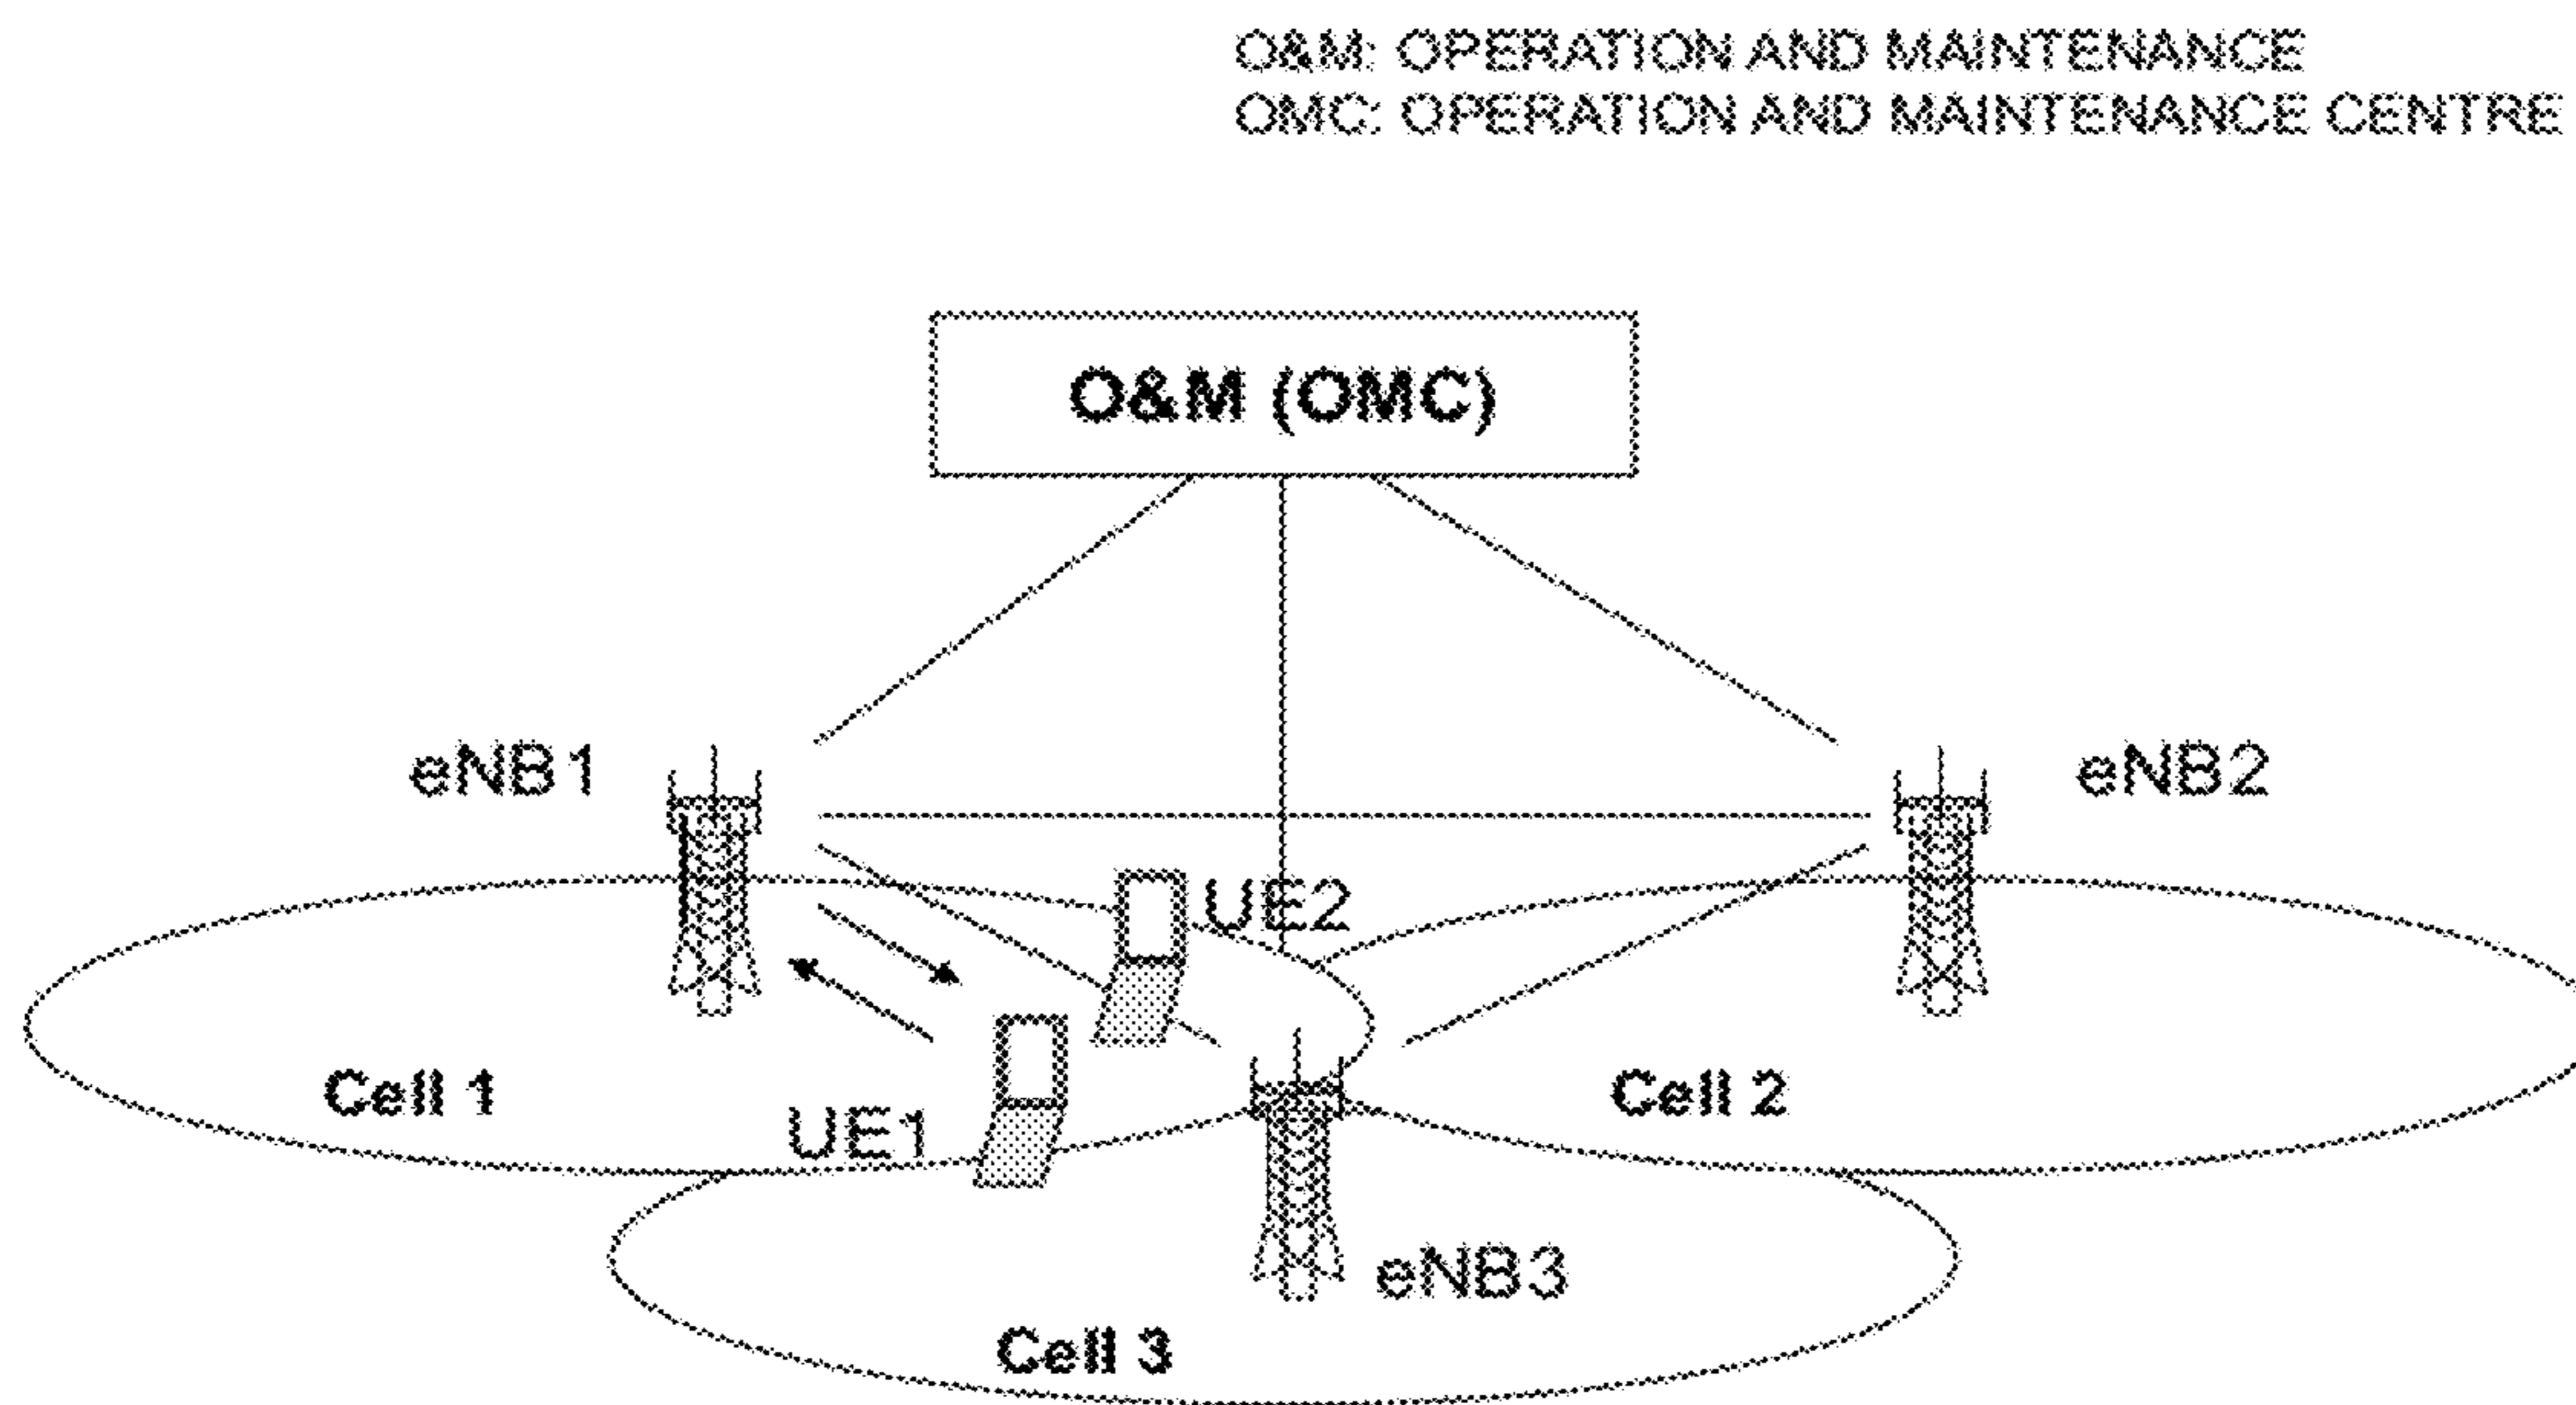 O&M: OPERATION AND MAINTENANCE
OMC: OPERATION AND MAINTENANCE CENTRE
O&M (OMC)
eNB1
eNB2
UE2
Cell 1
UE1
Cell 2
eNB3
Cell 3